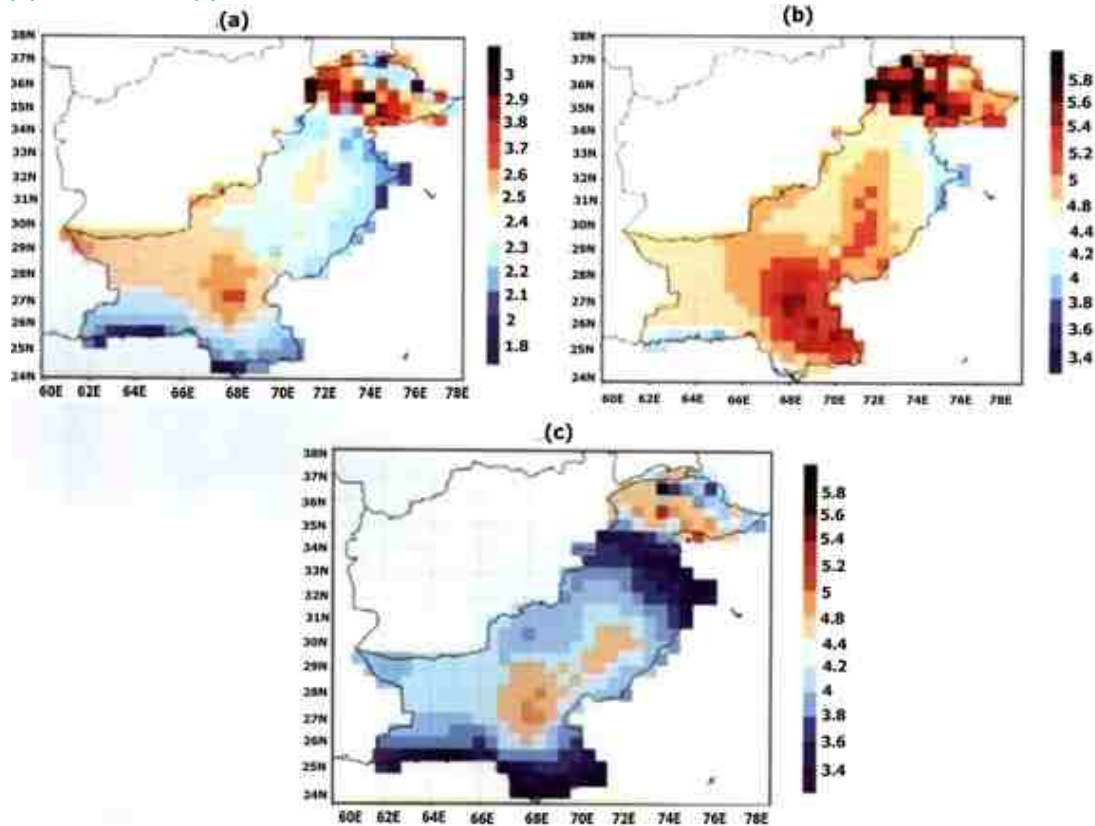 (a)
38N
37N
36N
35N
34N
33N
32N
31N
30N
29N
28N
27N
26N
25N
24N
60E 62E 64E 66E 68E 70E 72E 74E 76E 78E
3
2.9
3.8
3.7
2.6
2.5
2.4
2.3
2.2
2.1
2
1.8
(b)
38N
37N
36N
35N
34N
33N
32N
31N
30N
29N
28N
27N
26N
25N
24N
60E 62E 64E 66E 68E 70E 72E 74E 76E 78E
5.8
5.6
5.4
5.2
5
4.8
4.4
4.2
4
3.8
3.6
3.4
(c)
38N
37N
36N
35N
34N
33N
32N
31N
30N
29N
28N
27N
26N
25N
24N
60E 62E 64E 66E 68E 70E 72E 74E 76E 78E
5.8
5.6
5.4
5.2
5
4.8
4.4
4.2
4
3.8
3.6
3.4